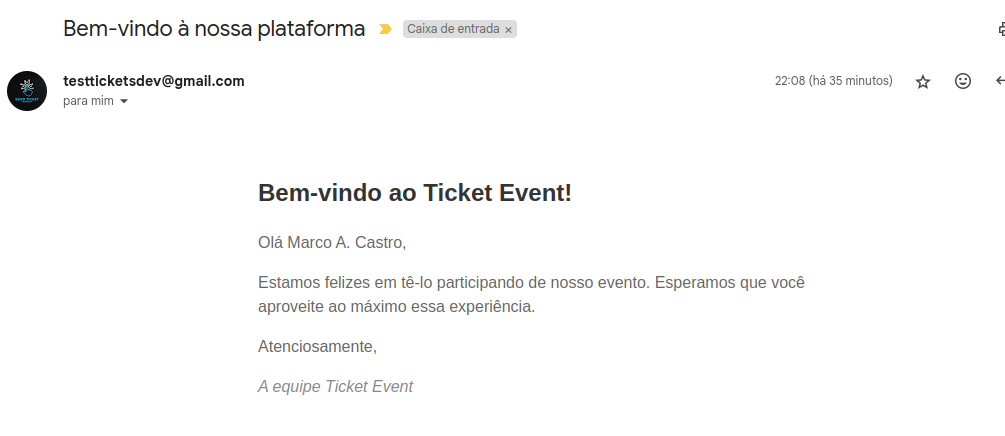 Bem-vindo à nossa plataforma
Caixa de entrada ×
testticketsdev@gmail.com
22:08 (há 35 minutos)
para mim
Bem-vindo ao Ticket Event!
Olá Marco A. Castro,
Estamos felizes em tê-lo participando de nosso evento. Esperamos que você
aproveite ao máximo essa experiência.
Atenciosamente,
A equipe Ticket Event